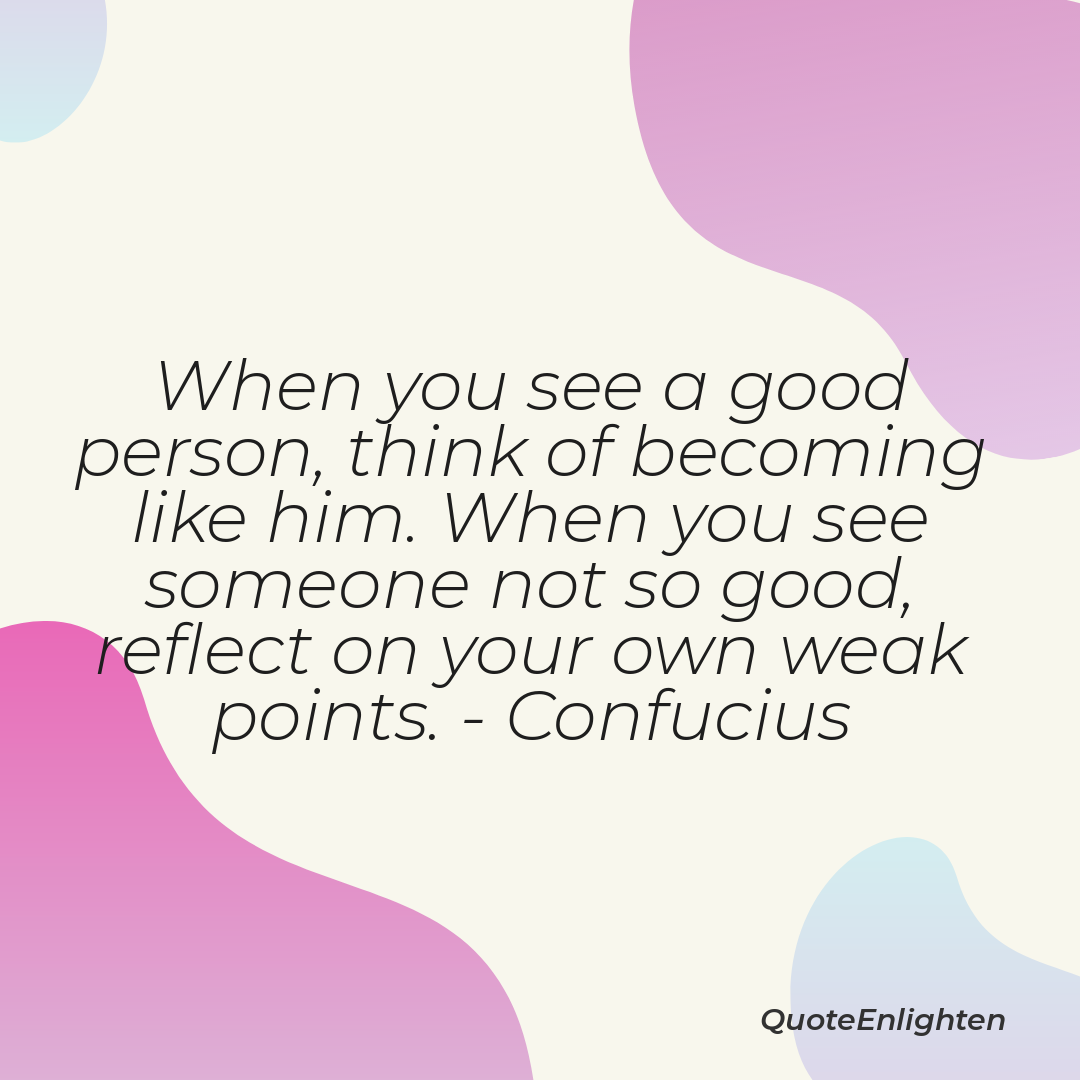 When you see a good
person, think of becoming
like him. When you see
someone not so good,
reflect on your own weak
points. - Confucius
QuoteEnlighten